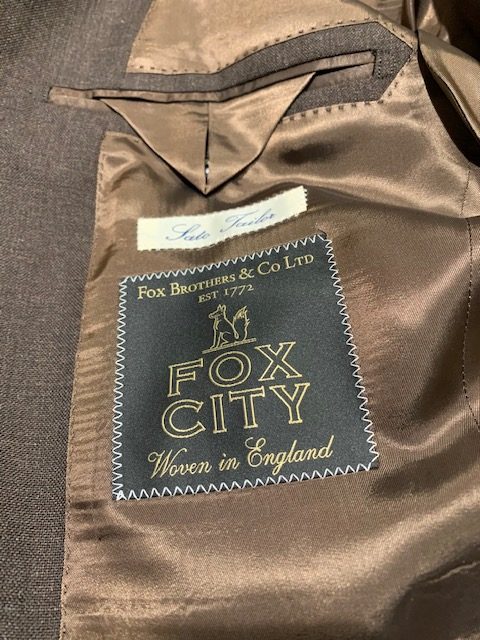 Sato Tailor
FOX BROTHERS & CO LTD
EST 1772
FOX
CITY
Woven in England